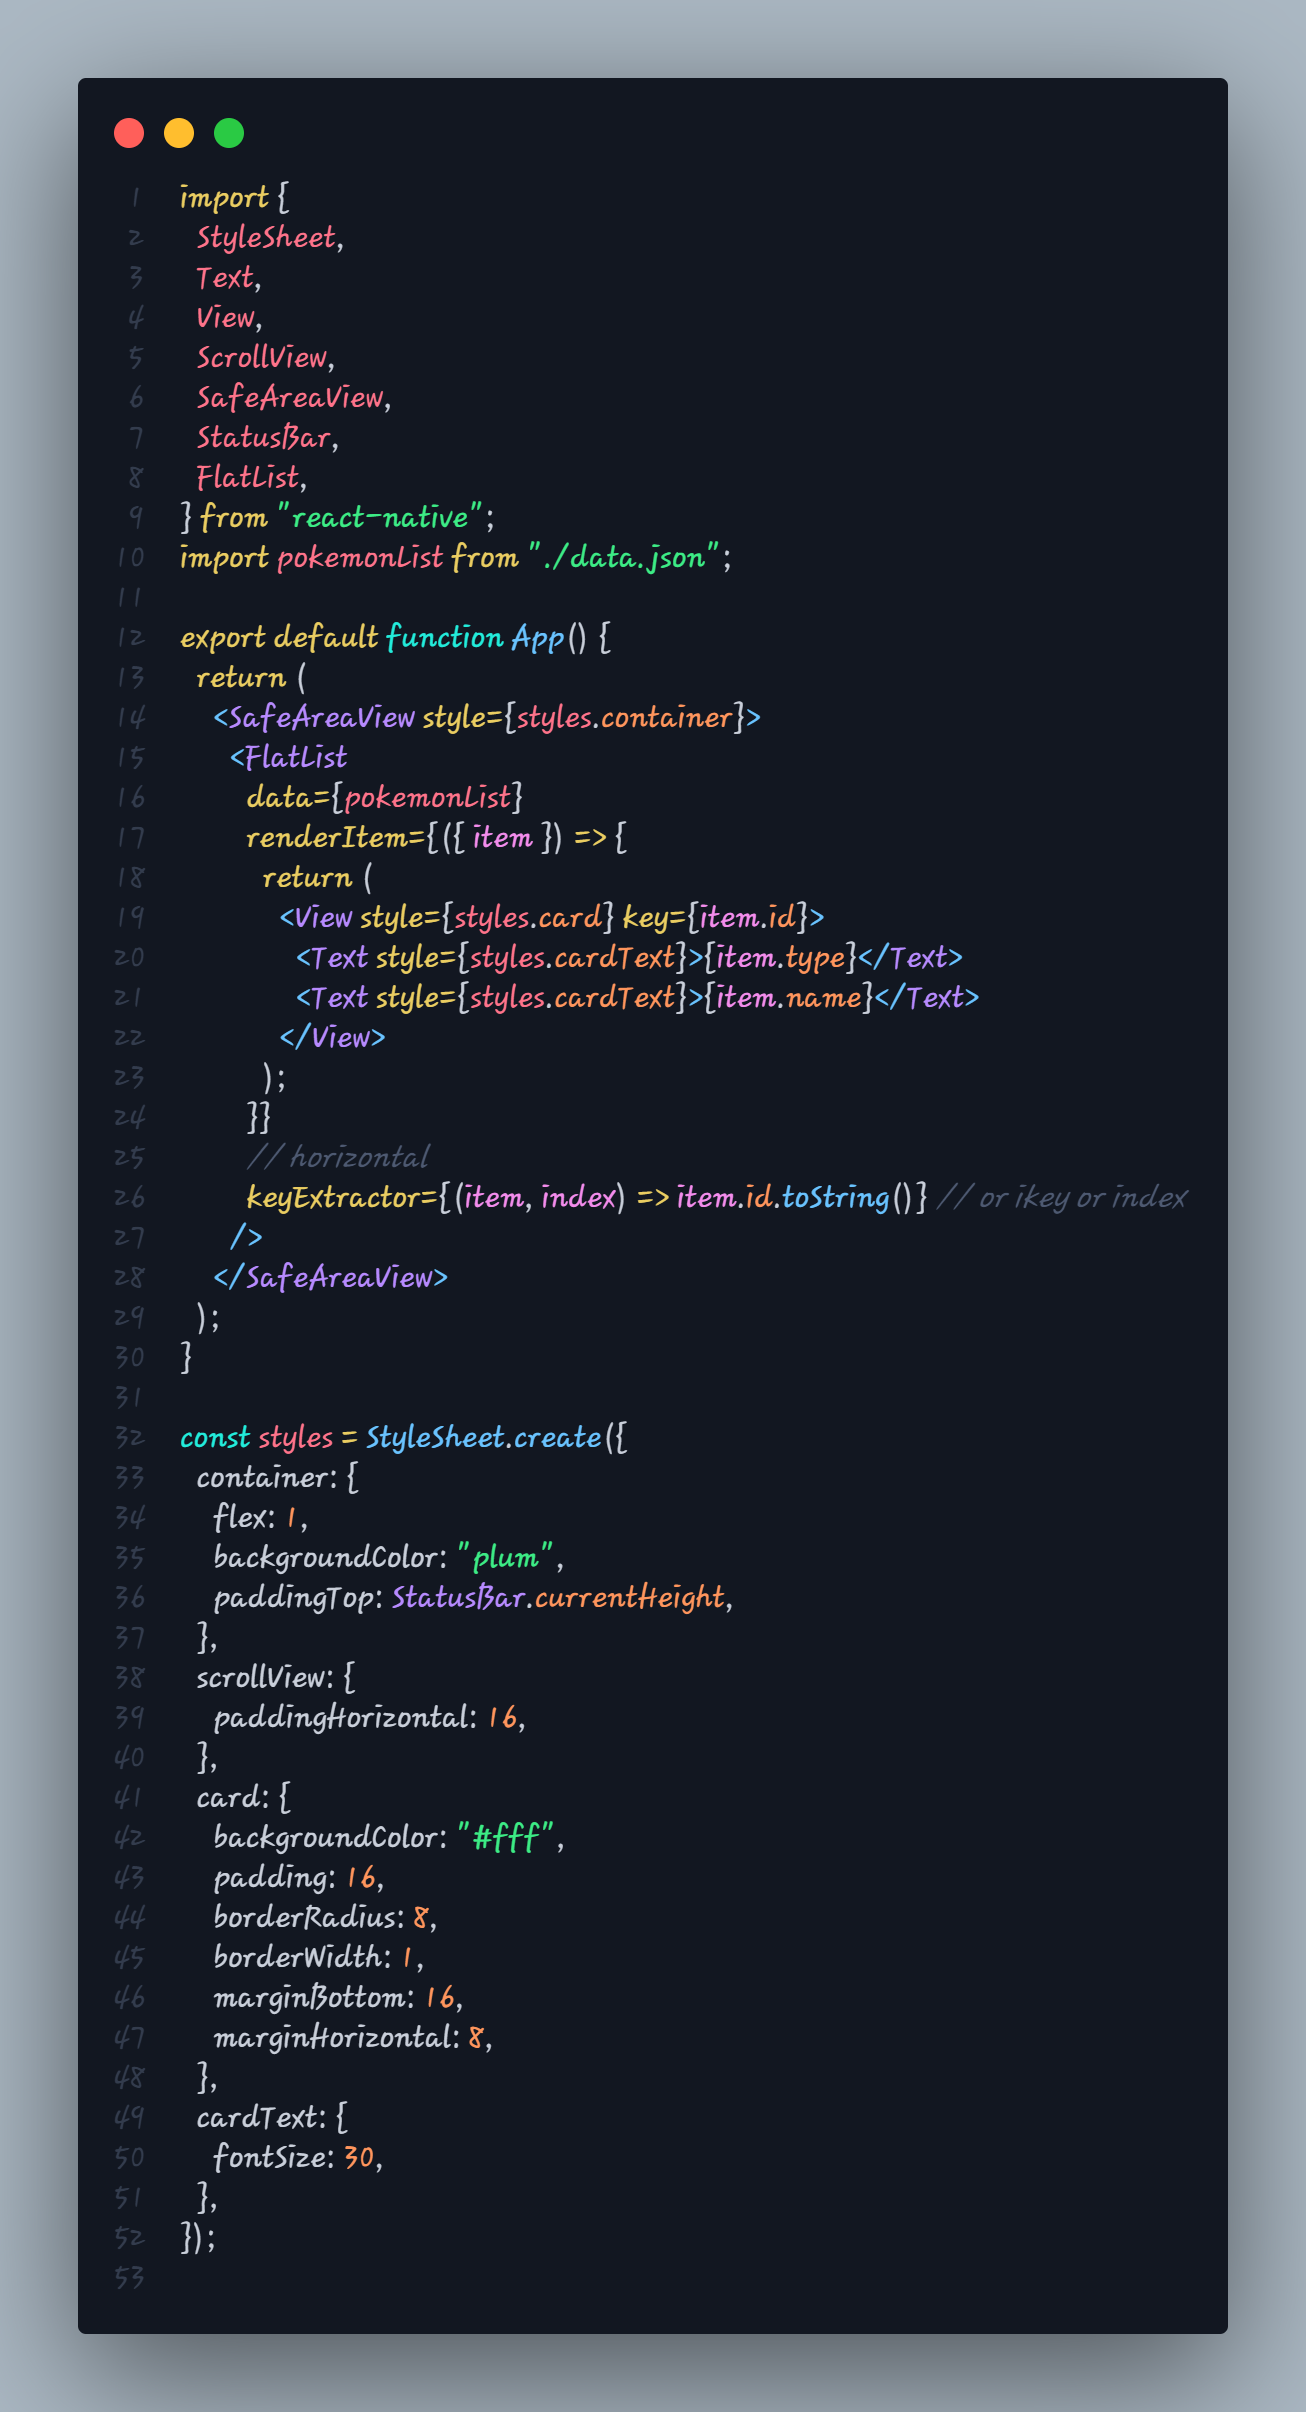 1 import {
2 StyleSheet,
3 Text,
4 View,
5 ScrollView,
6 SafeAreaView,
7 StatusBar,
8 FlatList,
9 } from "react-native";
10 import pokemonList from "./data.json";
11
12 export default function App() {
13 return (
14 <SafeAreaView style={styles.container}>
15 <FlatList
16 data={pokemonList}
17 renderItem={({ item }) => {
18 return (
19 <View style={styles.card} key={item.id}>
20 <Text style={styles.cardText}>{item.type}</Text>
21 <Text style={styles.cardText}>{item.name}</Text>
22 </View>
23 );
24 }}
25 // horizontal
26 keyExtractor={(item, index) => item.id.toString()} // or ikey or index
27 />
28 </SafeAreaView>
29 );
30 }
31
32 const styles = StyleSheet.create({
33 container: {
34 flex: 1,
35 backgroundColor: "plum",
36 paddingTop: StatusBar.currentHeight,
37 },
38 scrollView: {
39 paddingHorizontal: 16,
40 },
41 card: {
42 backgroundColor: "#fff",
43 padding: 16,
44 borderRadius: 8,
45 borderWidth: 1,
46 marginBottom: 16,
47 marginHorizontal: 8,
48 },
49 cardText: {
50 fontSize: 30,
51 },
52 });
53